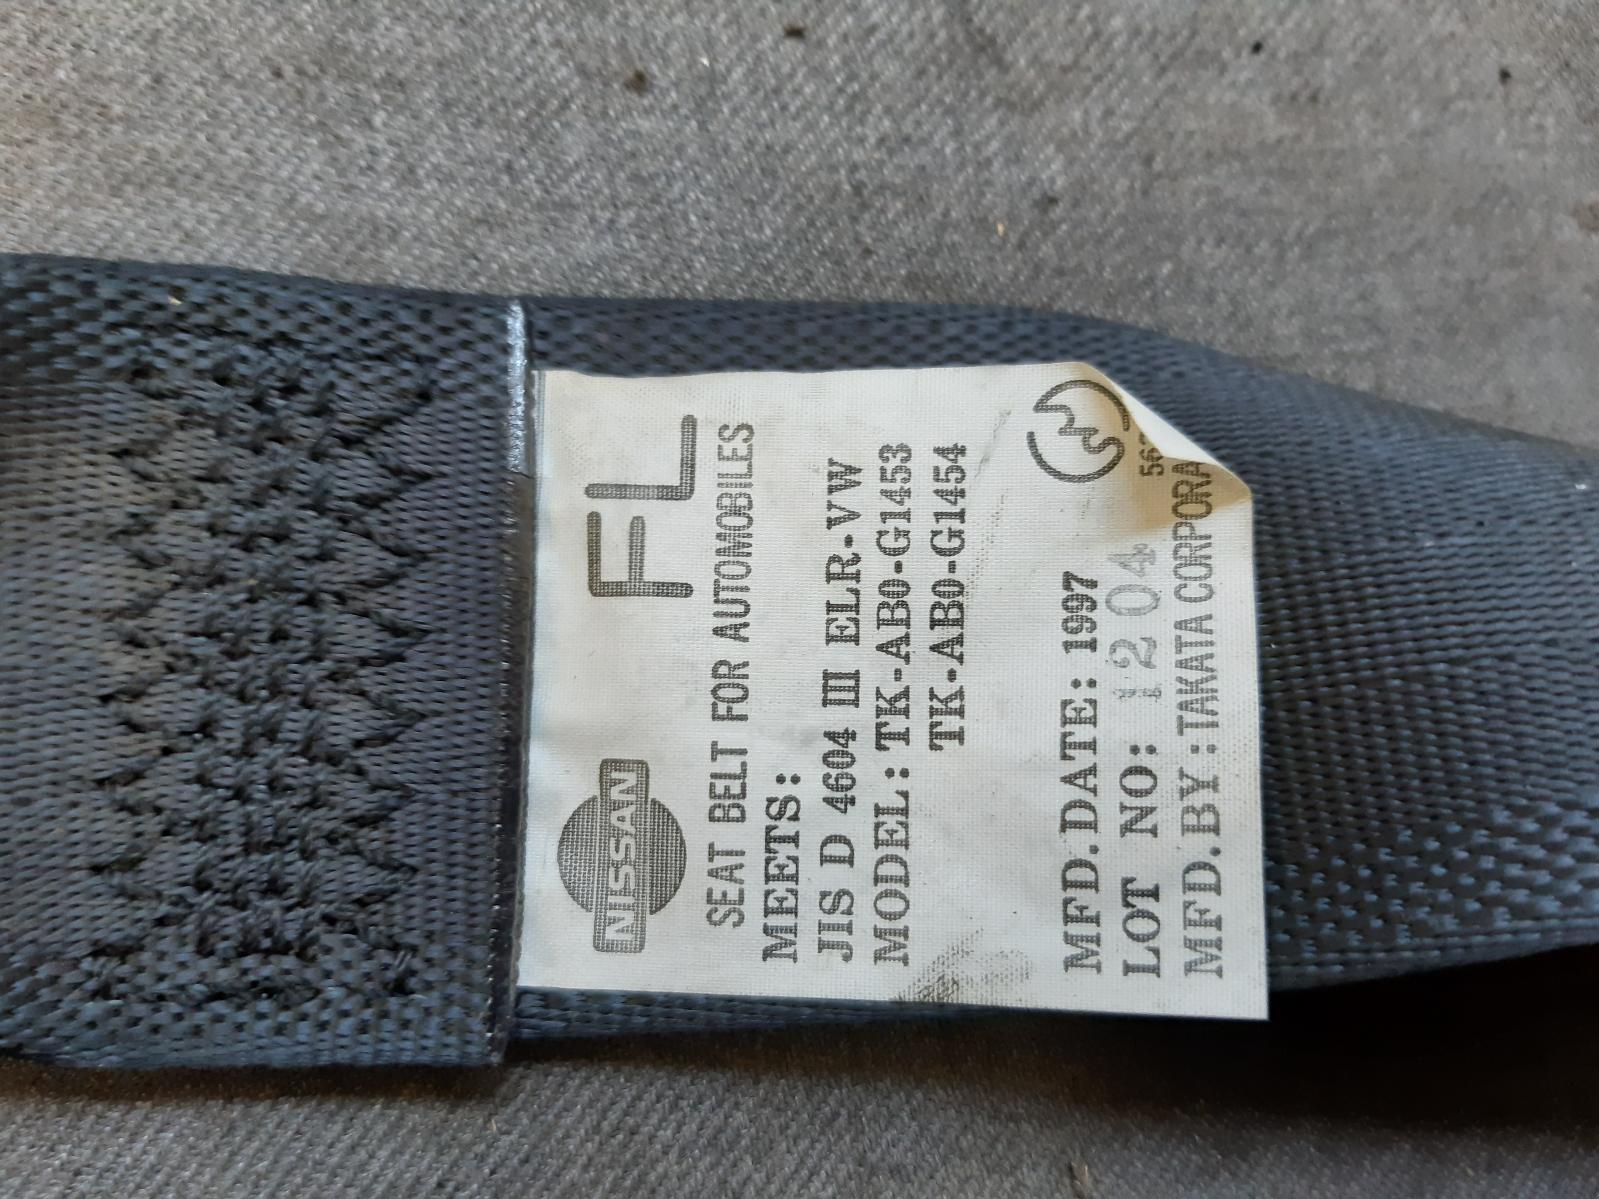 NISSAN FL
SEAT BELT FOR AUTOMOBILES
MEETS:
JIS D 4604 III ELR-VW
MODEL: TK-AB0-G1453
TK-AB0-G1454
MFD.DATE: 1997
LOT NO: 1204
MFD.BY:TAKATA CORPORA